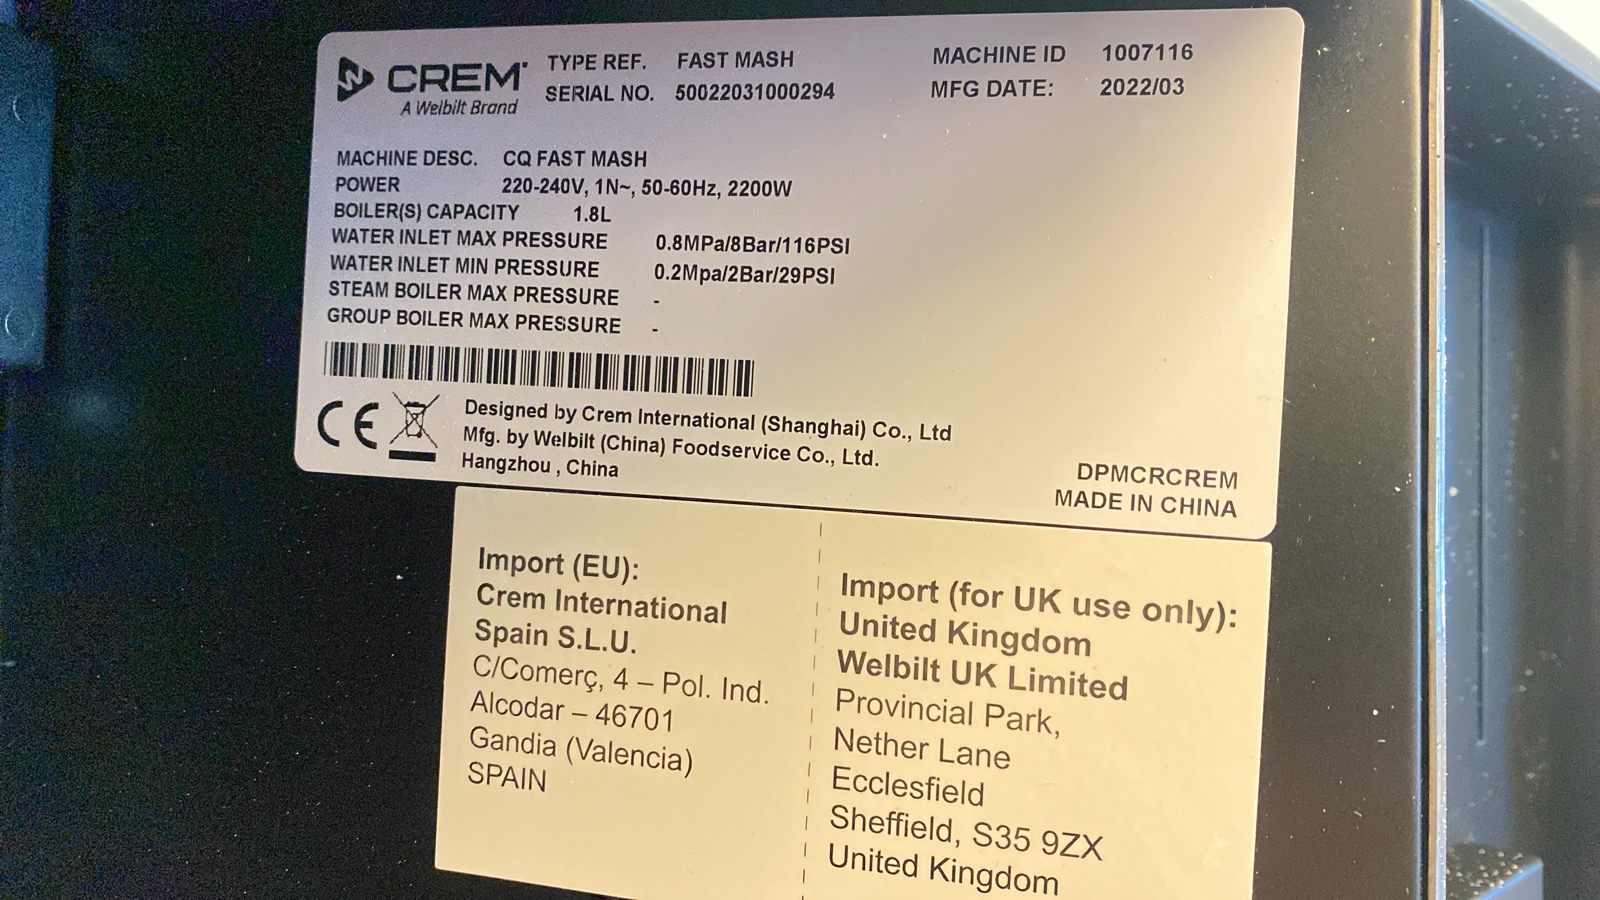 CREM
A Welbilt Brand
TYPE REF. FAST MASH
SERIAL NO. 50022031000294
MACHINE ID 1007116
MFG DATE: 2022/03
MACHINE DESC. CQ FAST MASH
POWER 220-240V, 1N~, 50-60Hz, 2200W
BOILER(S) CAPACITY 1.8L
WATER INLET MAX PRESSURE 0.8MPa/8Bar/116PSI
WATER INLET MIN PRESSURE 0.2Mpa/2Bar/29PSI
STEAM BOILER MAX PRESSURE -
GROUP BOILER MAX PRESSURE -
CE
Designed by Crem International (Shanghai) Co., Ltd
Mfg. by Welbilt (China) Foodservice Co., Ltd.
Hangzhou , China
DPMCRCREM
MADE IN CHINA
Import (EU):
Crem International
Spain S.L.U.
C/Comerç, 4 – Pol. Ind.
Alcodar – 46701
Gandia (Valencia)
SPAIN
Import (for UK use only):
United Kingdom
Welbilt UK Limited
Provincial Park,
Nether Lane
Ecclesfield
Sheffield, S35 9ZX
United Kingdom